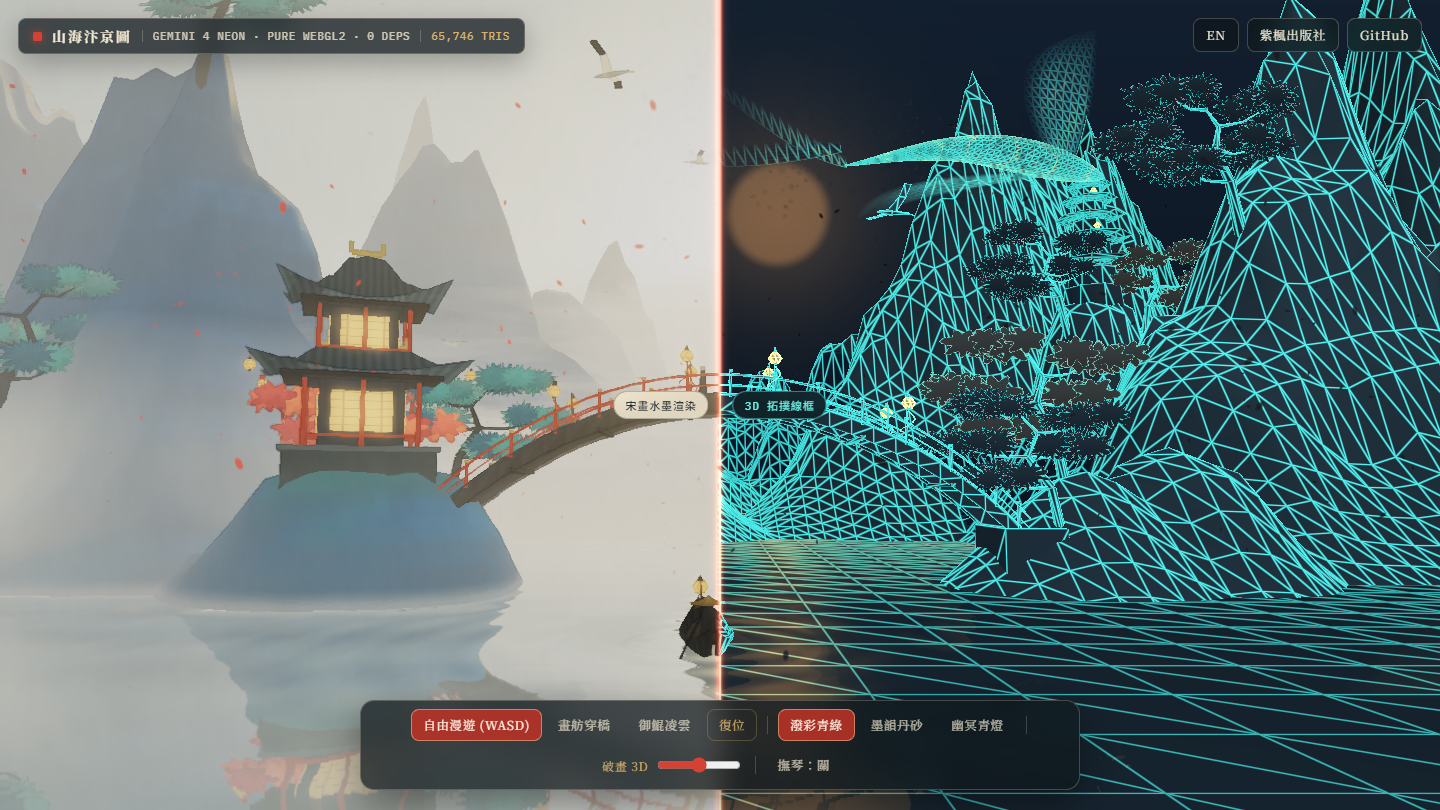 山海汴京圖 GEMINI 4 NEON · PURE WEBGL2 · 0 DEPS 65,746 TRIS
EN 紫楓出版社 GitHub
宋畫水墨渲染 3D 拓撲線框
自由漫遊 (WASD) 畫舫穿橋 御鯤凌雲 復位 潑彩青綠 墨韻丹砂 幽冥青燈
破畫 3D 撫琴：關